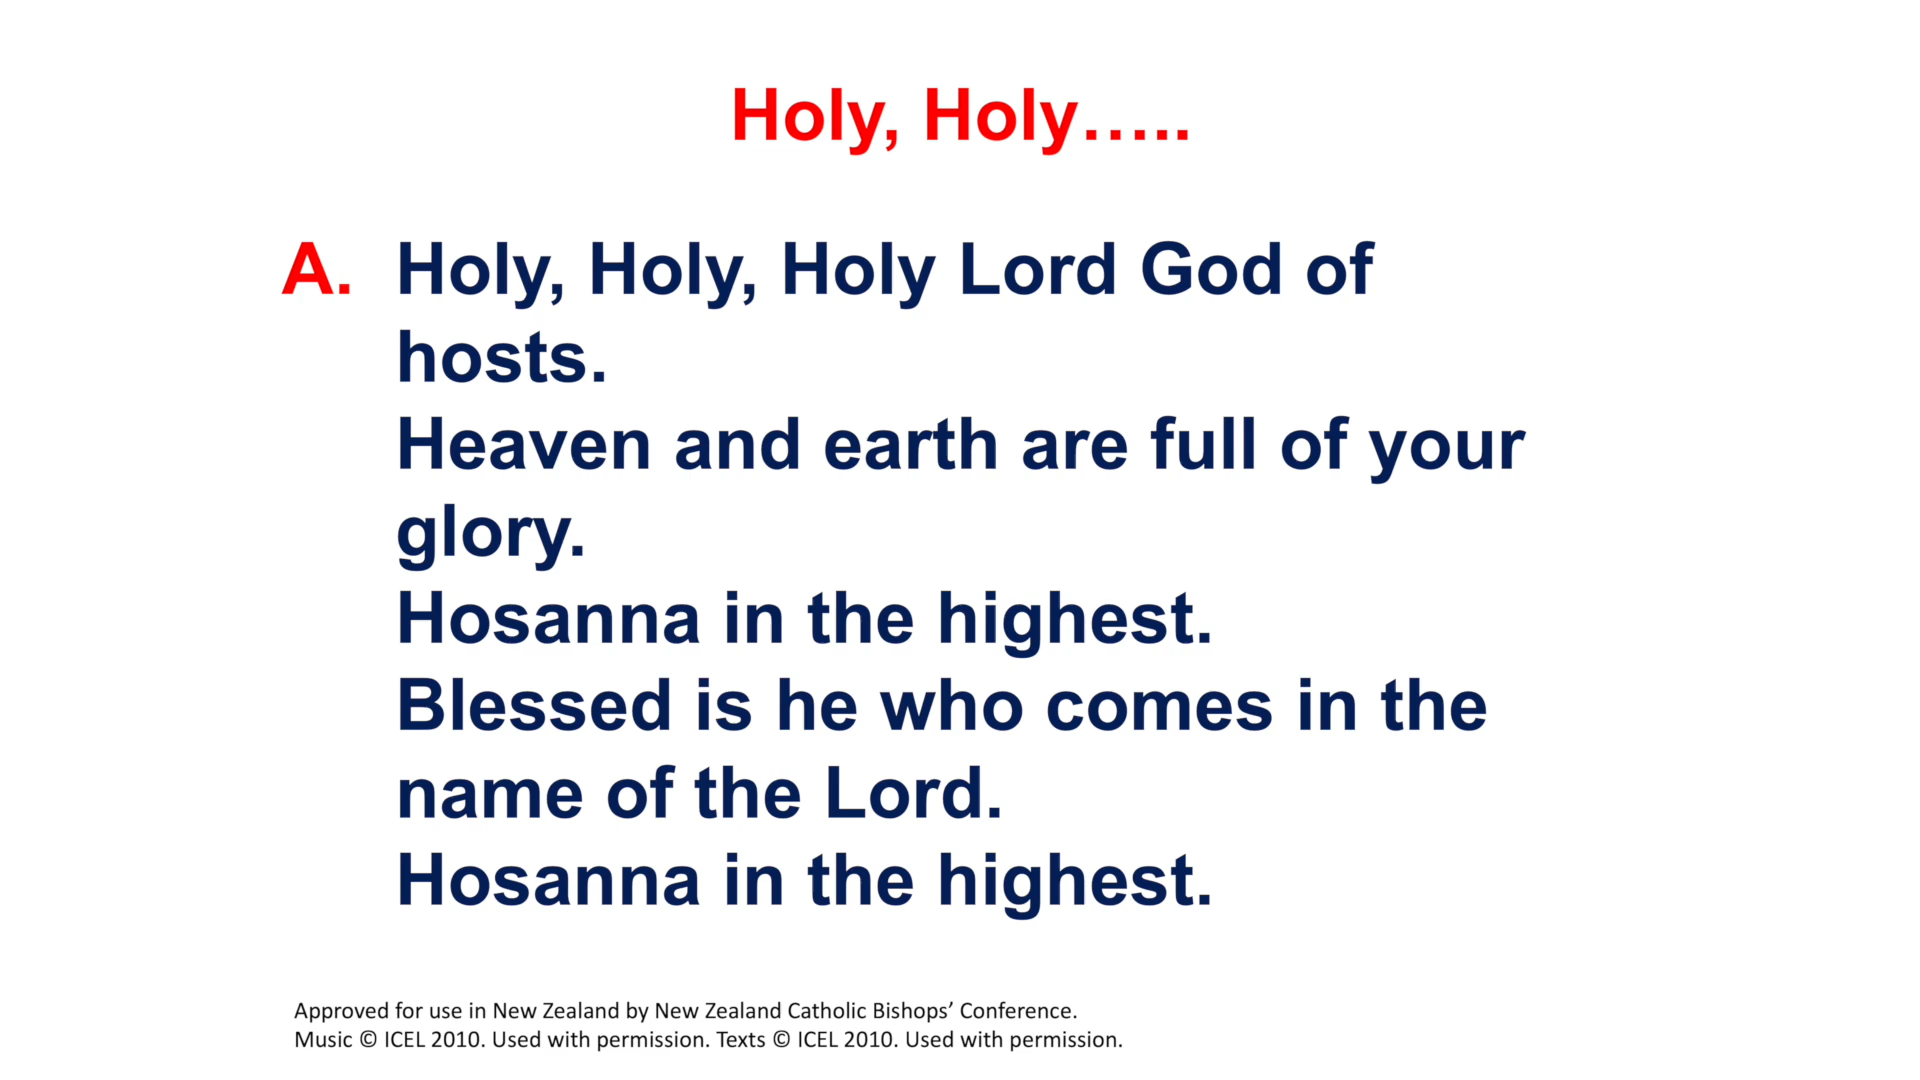 Holy, Holy…..
A. Holy, Holy, Holy Lord God of
hosts.
Heaven and earth are full of your
glory.
Hosanna in the highest.
Blessed is he who comes in the
name of the Lord.
Hosanna in the highest.
Approved for use in New Zealand by New Zealand Catholic Bishops’ Conference.
Music © ICEL 2010. Used with permission. Texts © ICEL 2010. Used with permission.